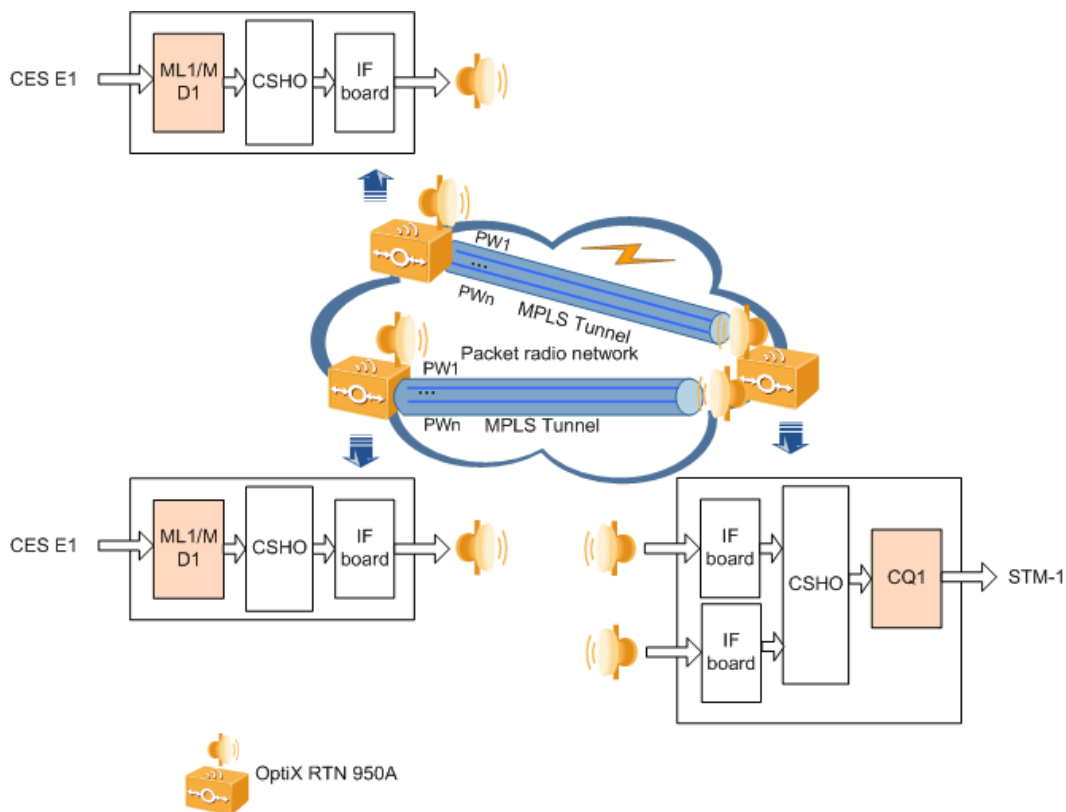 CES E1
ML1/M
D1
CSHO
IF
board
PW1
...
PWn
MPLS Tunnel
Packet radio network
PW1
...
PWn
MPLS Tunnel
CES E1
ML1/M
D1
CSHO
IF
board
IF
board
CSHO
CQ1
STM-1
IF
board
OptiX RTN 950A